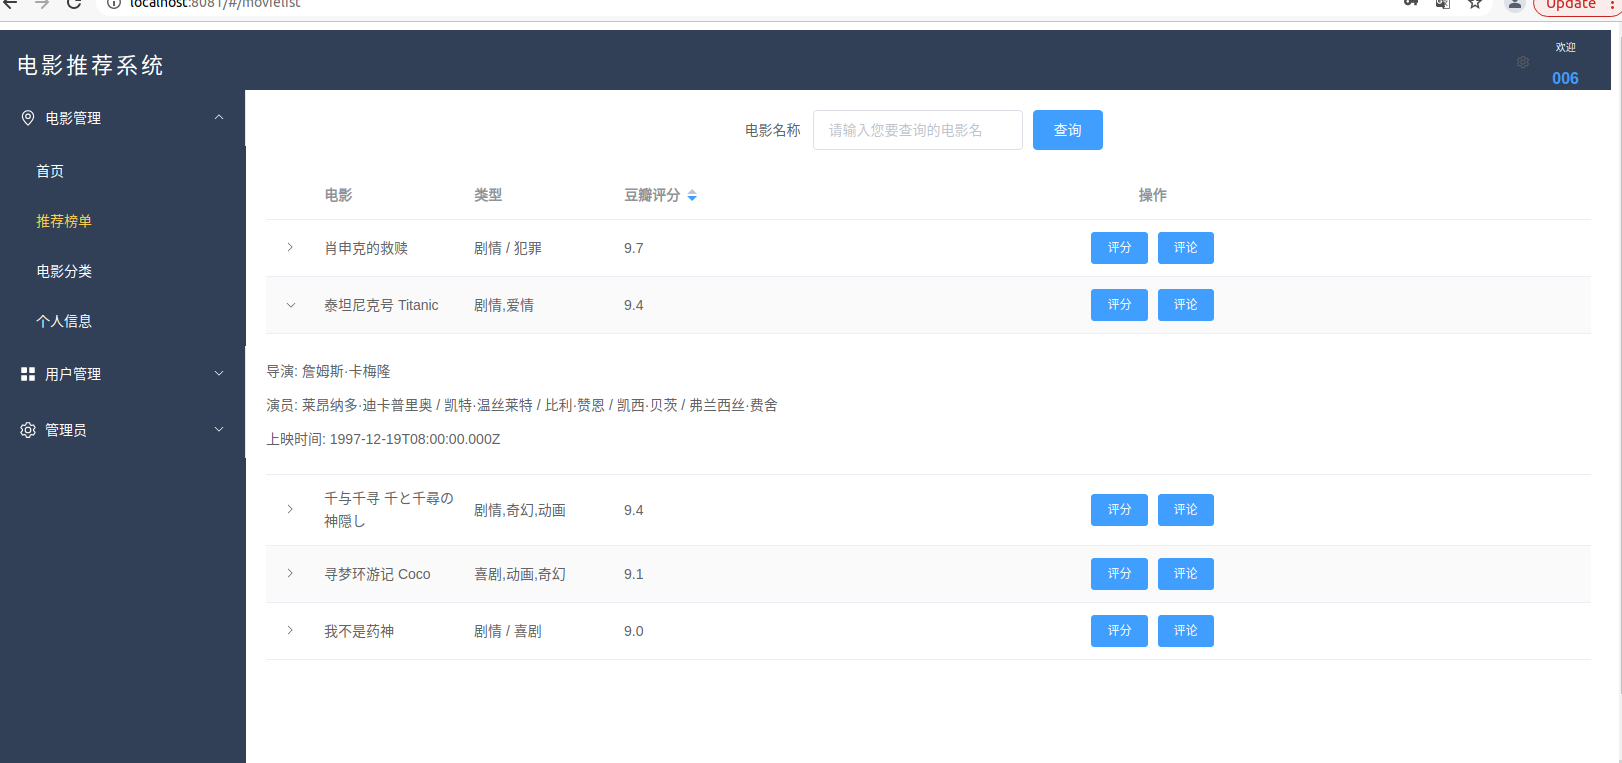 localhost:8081/#/movielist
Update
电影推荐系统
欢迎
006
电影管理
首页
推荐榜单
电影分类
个人信息
用户管理
管理员
电影名称 请输入您要查询的电影名 查询
电影 类型 豆瓣评分 操作
肖申克的救赎 剧情 / 犯罪 9.7 评分 评论
泰坦尼克号 Titanic 剧情,爱情 9.4 评分 评论
导演: 詹姆斯·卡梅隆
演员: 莱昂纳多·迪卡普里奥 / 凯特·温丝莱特 / 比利·赞恩 / 凯西·贝茨 / 弗兰西丝·费舍
上映时间: 1997-12-19T08:00:00.000Z
千与千寻 千と千尋の
神隠し
剧情,奇幻,动画 9.4 评分 评论
寻梦环游记 Coco 喜剧,动画,奇幻 9.1 评分 评论
我不是药神 剧情 / 喜剧 9.0 评分 评论